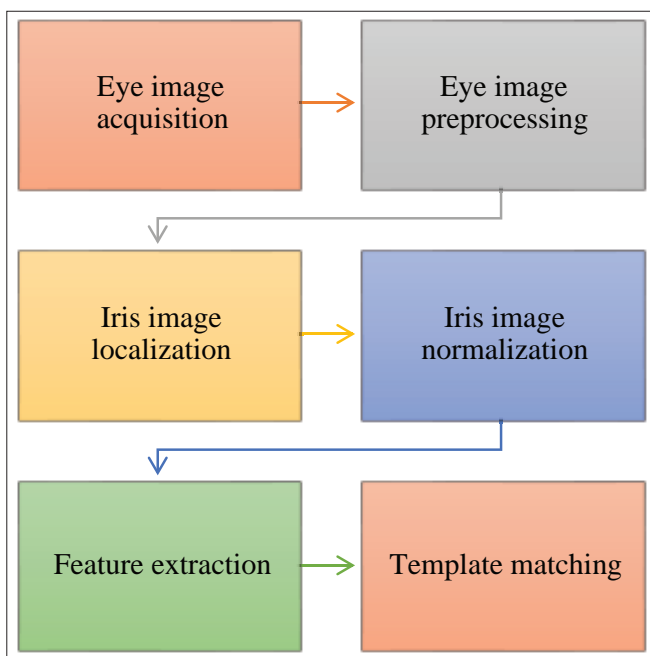 Eye image
acquisition
Eye image
preprocessing
Iris image
localization
Iris image
normalization
Feature extraction
Template matching